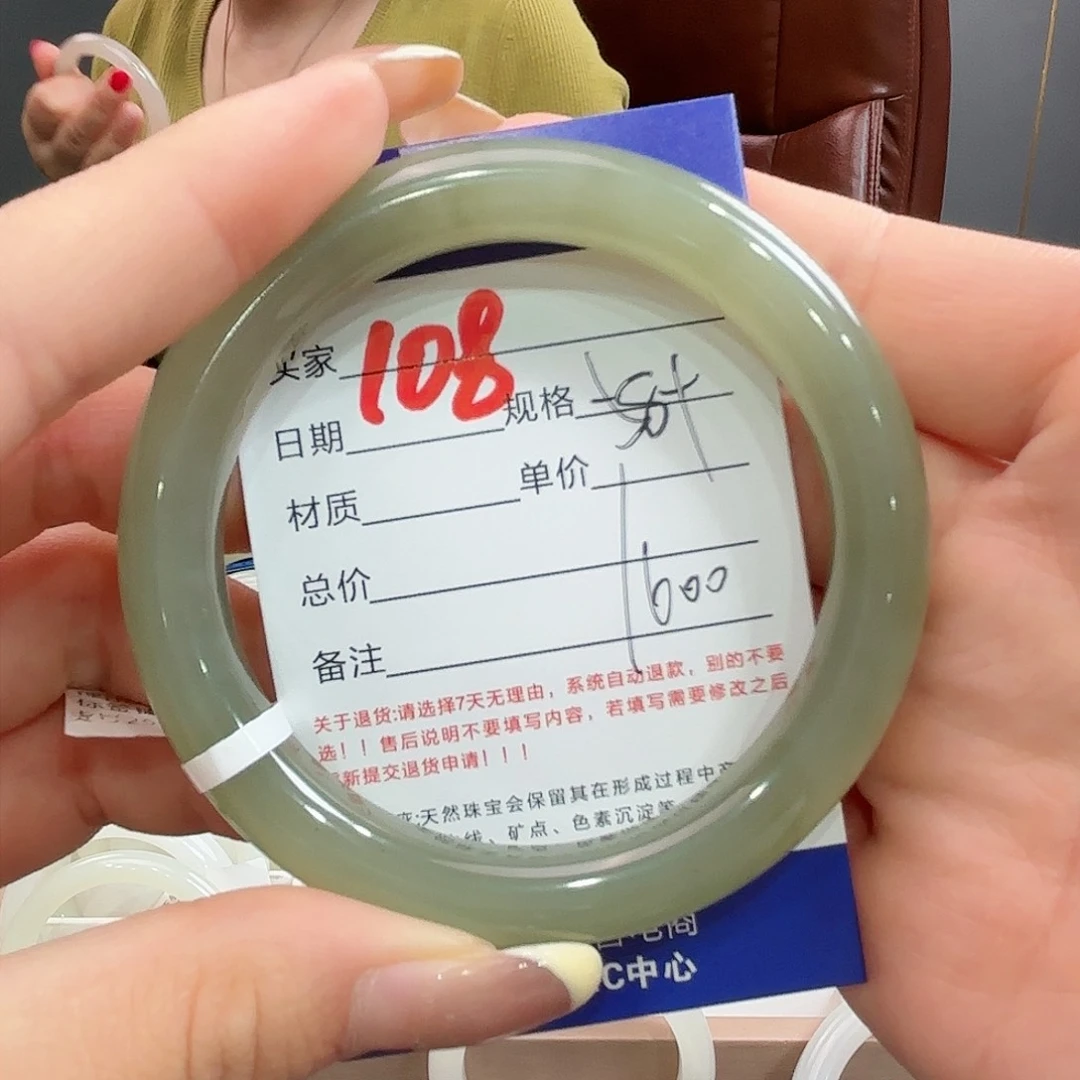 108
买家
规格
日期
单价
材质
总价
1600
备注
关于退货:请选择7天无理由，系统自动退款，别的不要
选！！售后说明不要填写内容，若填写需要修改之后
新提交退货申请！！！
天然珠宝会保留其在形成过程中
线、矿点、色素沉淀等
电商
C中心